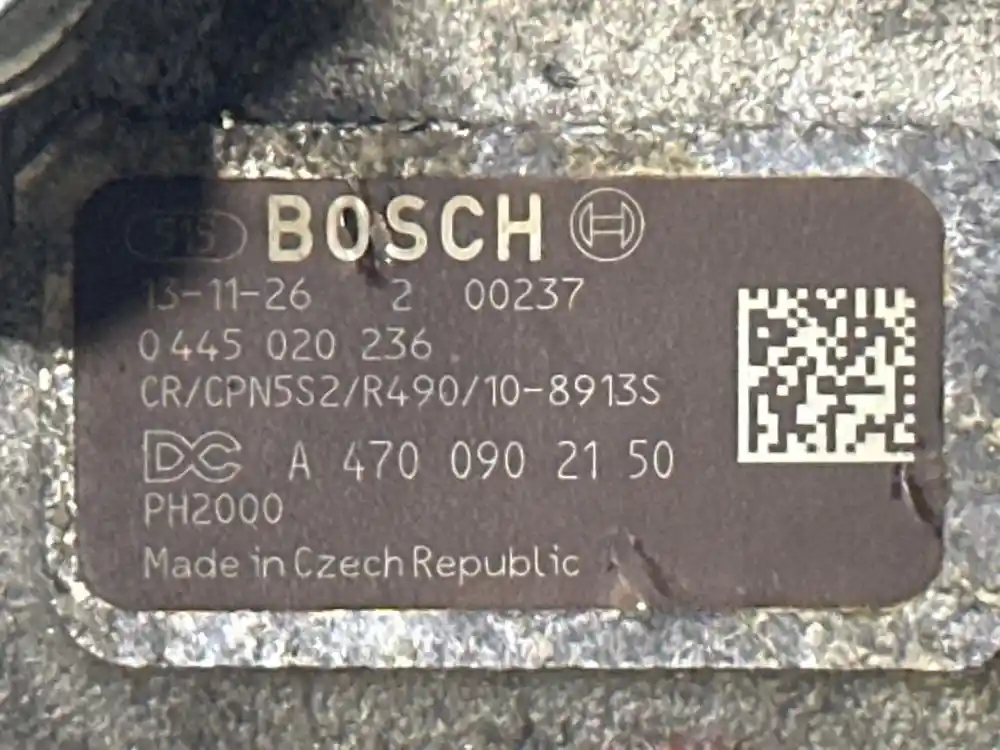 515 BOSCH
13-11-26 2 00237
0 445 020 236
CR/CPN5S2/R490/10-8913S
DC A 470 090 21 50
PH2000
Made in Czech Republic